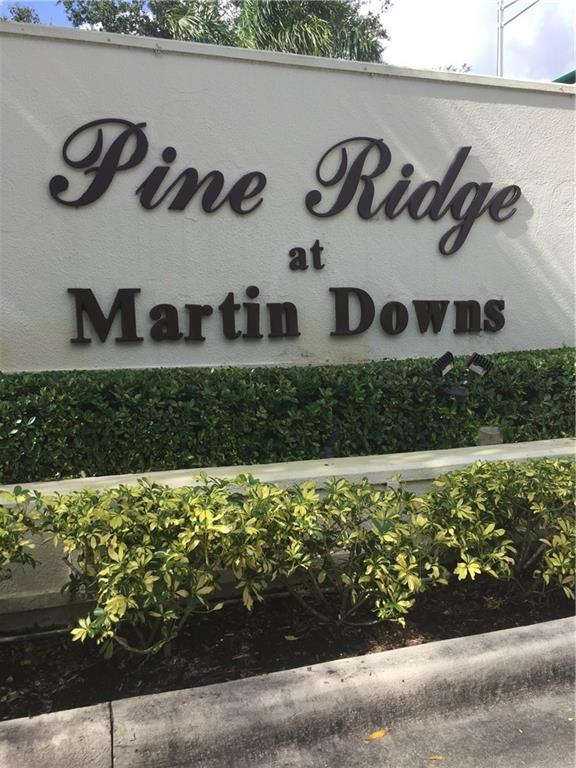 Pine Ridge
at
Martin Downs